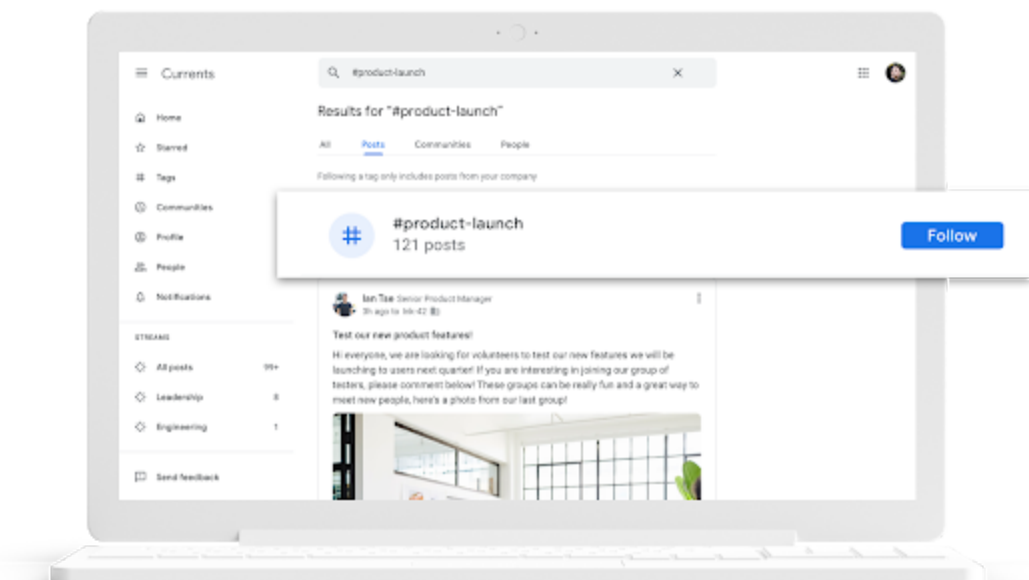 Currents
#product-launch
Results for "#product-launch"
All Posts Communities People
Following a tag only includes posts from your company
Home
Starred
Tags
Communities
Profile
People
Notifications
STREAMS
All posts 99+
Leadership 8
Engineering 1
Send feedback
#product-launch
121 posts
Follow
Ian Tse Senior Product Manager
3h ago to
Test our new product features!
Hi everyone, we are looking for volunteers to test our new features we will be
launching to users next quarter! If you are interesting in joining our group of
testers, please comment below! These groups can be really fun and a great way to
meet new people, here's a photo from our last group!